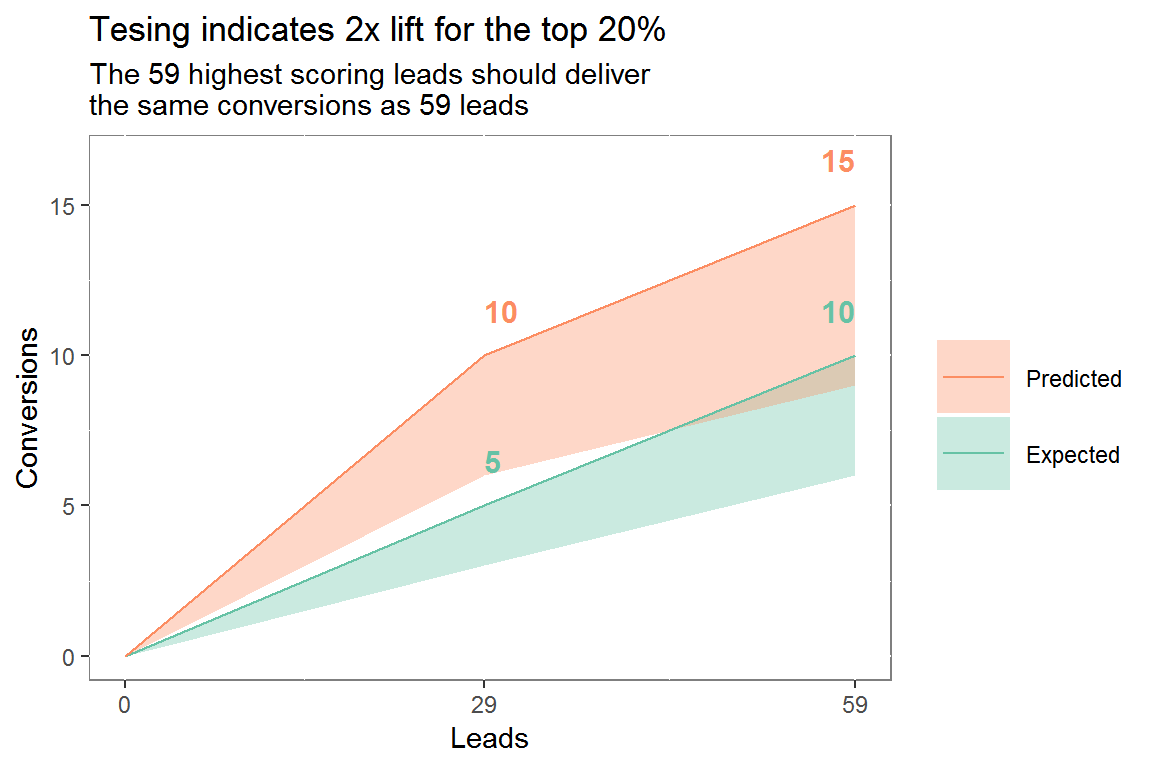 Tesing indicates 2x lift for the top 20%
The 59 highest scoring leads should deliver
the same conversions as 59 leads
15
15
10
10
10
5
5
0
Conversions
0 29 59
Leads
Predicted
Expected